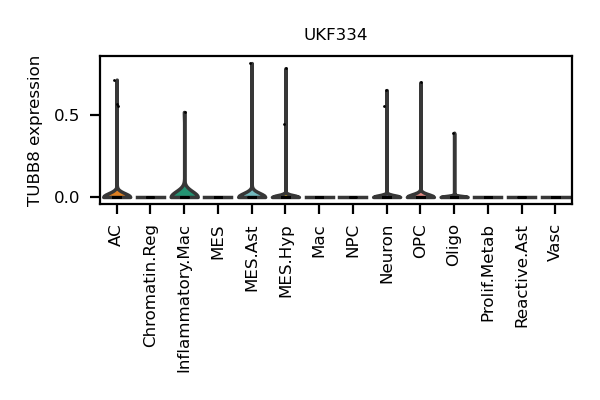 UKF334
TUBB8 expression
0.5
0.0
AC
Chromatin.Reg
Inflammatory.Mac
MES
MES.Ast
MES.Hyp
Mac
NPC
Neuron
OPC
Oligo
Prolif.Metab
Reactive.Ast
Vasc